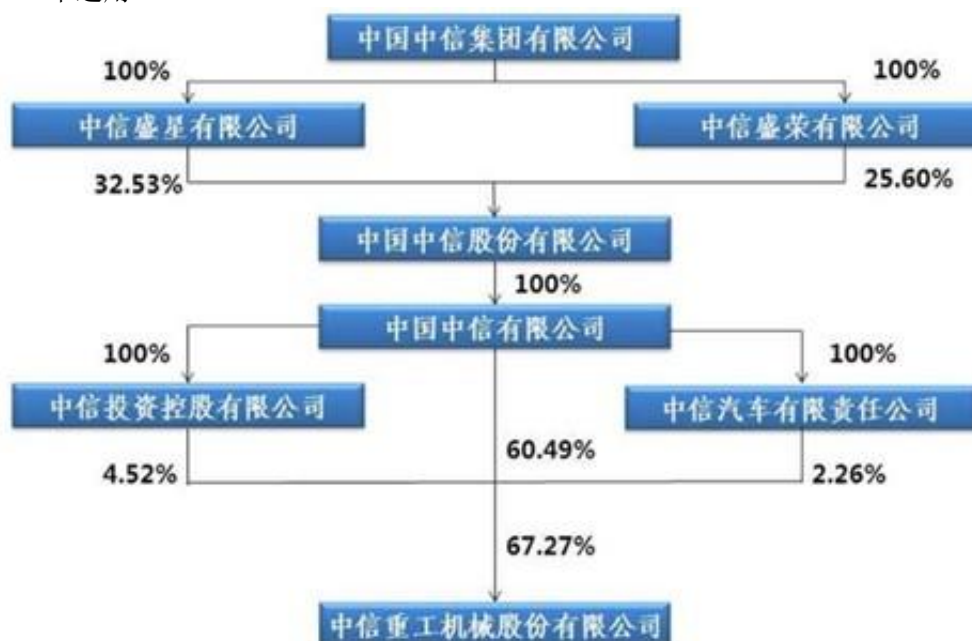 中国中信集团有限公司
100%
100%
中信盛星有限公司
中信盛荣有限公司
32.53%
25.60%
中国中信股份有限公司
100%
中国中信有限公司
100%
100%
中信投资控股有限公司
中信汽车有限责任公司
4.52%
60.49%
2.26%
67.27%
中信重工机械股份有限公司